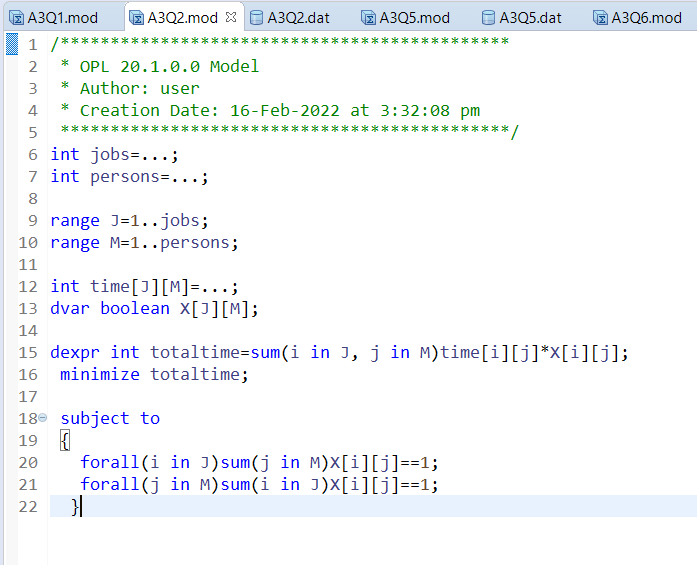 A3Q1.mod A3Q2.mod A3Q2.dat A3Q5.mod A3Q5.dat A3Q6.mod
1 /*********************************************
2  * OPL 20.1.0.0 Model
3  * Author: user
4  * Creation Date: 16-Feb-2022 at 3:32:08 pm
5  *********************************************/
6 int jobs=...;
7 int persons=...;
8
9 range J=1..jobs;
10 range M=1..persons;
11
12 int time[J][M]=...;
13 dvar boolean X[J][M];
14
15 dexpr int totaltime=sum(i in J, j in M)time[i][j]*X[i][j];
16  minimize totaltime;
17
18  subject to
19  {
20    forall(i in J)sum(j in M)X[i][j]==1;
21    forall(j in M)sum(i in J)X[i][j]==1;
22   }